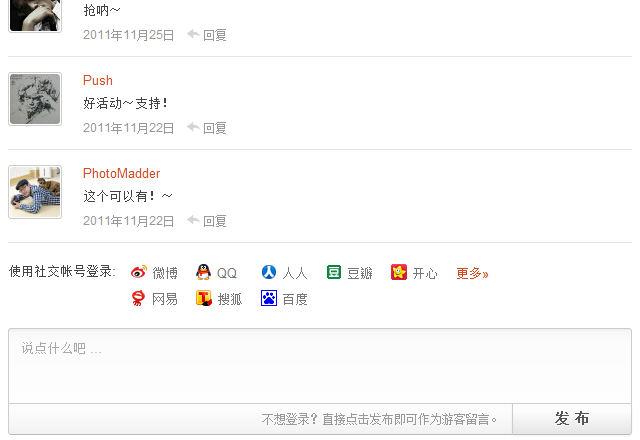 抢呐～
2011年11月25日 回复
Push
好活动～支持！
2011年11月22日 回复
PhotoMadder
这个可以有！～
2011年11月22日 回复
使用社交帐号登录: 微博 QQ 人人 豆瓣 开心 更多»
网易 搜狐 百度
说点什么吧 ...
不想登录？直接点击发布即可作为游客留言。 发 布